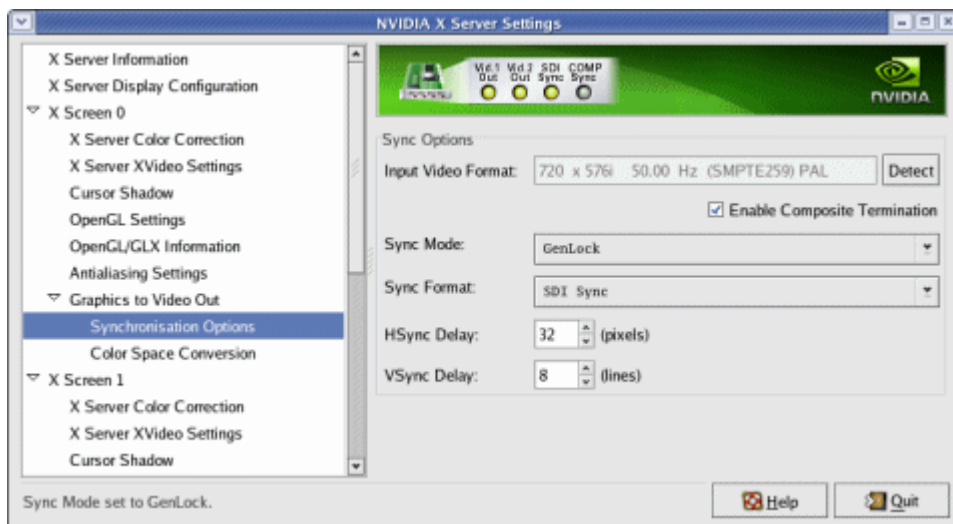 NVIDIA X Server Settings
X Server Information
X Server Display Configuration
X Screen 0
X Server Color Correction
X Server XVideo Settings
Cursor Shadow
OpenGL Settings
OpenGL/GLX Information
Antialiasing Settings
Graphics to Video Out
Synchronisation Options
Color Space Conversion
X Screen 1
X Server Color Correction
X Server XVideo Settings
Cursor Shadow
Vid.1 Vid.2 SDI COMP
Out Out Sync Sync
NVIDIA
Sync Options
Input Video Format: 720 x 576i 50.00 Hz (SMPTE259) PAL Detect
Enable Composite Termination
Sync Mode: GenLock
Sync Format: SDI Sync
HSync Delay: 32 (pixels)
VSync Delay: 8 (lines)
Sync Mode set to GenLock.
Help Quit